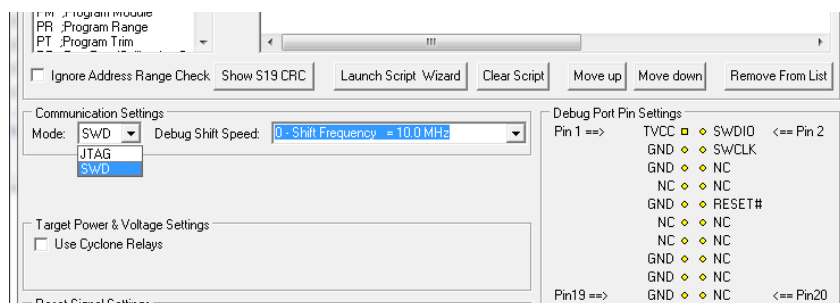 PM ;Program Module
PR ;Program Range
PT ;Program Trim
Ignore Address Range Check Show S19 CRC Launch Script Wizard Clear Script Move up Move down Remove From List
Communication Settings
Mode: SWD Debug Shift Speed: 0 - Shift Frequency = 10.0 MHz
JTAG
SWD
Target Power & Voltage Settings
Use Cyclone Relays
Debug Port Pin Settings
Pin 1 ==> TVCC SWDIO <== Pin 2
GND SWCLK
GND NC
NC NC
GND RESET#
NC NC
NC NC
GND NC
GND NC
Pin19 ==> GND NC <== Pin20
Reset Signal Settings